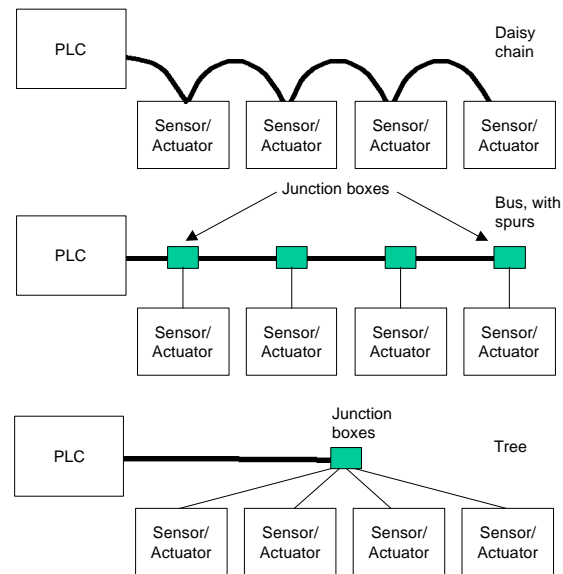 PLC
Daisy
chain
Sensor/
Actuator
Sensor/
Actuator
Sensor/
Actuator
Sensor/
Actuator
Junction boxes
Bus, with
spurs
PLC
Sensor/
Actuator
Sensor/
Actuator
Sensor/
Actuator
Sensor/
Actuator
Junction
boxes
Tree
PLC
Sensor/
Actuator
Sensor/
Actuator
Sensor/
Actuator
Sensor/
Actuator